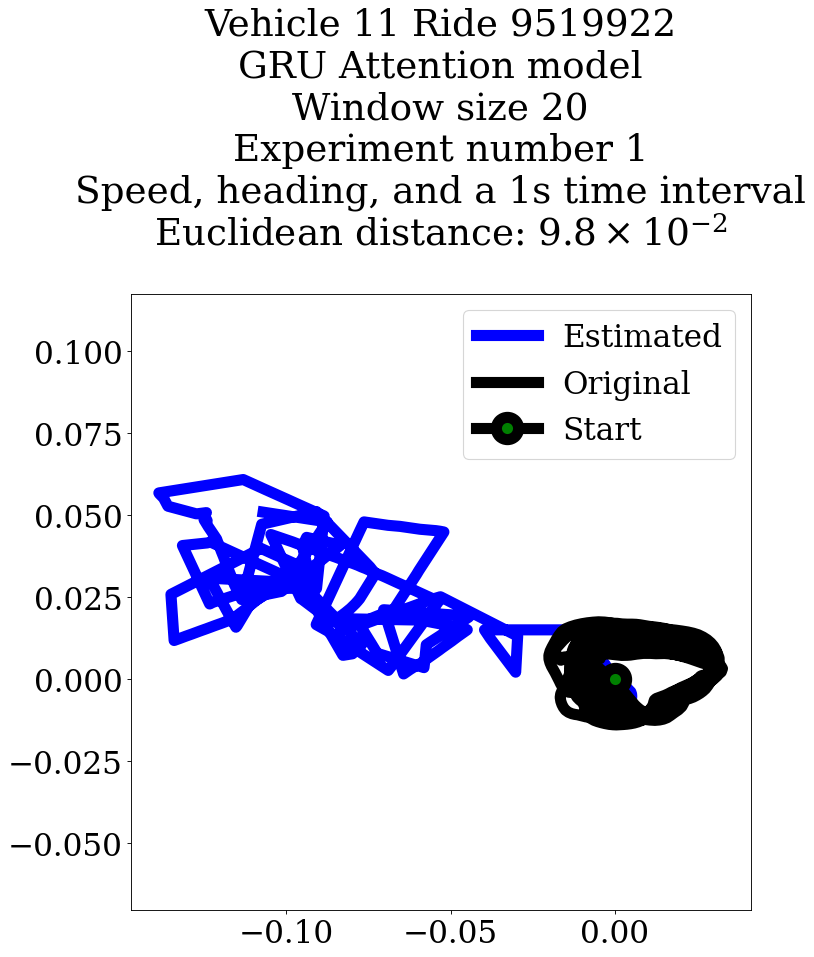 Vehicle 11 Ride 9519922
GRU Attention model
Window size 20
Experiment number 1
Speed, heading, and a 1s time interval
Euclidean distance: 9.8 × 10⁻²
Estimated
Original
Start
0.100
0.075
0.050
0.025
0.000
−0.025
−0.050
−0.10
−0.05
0.00